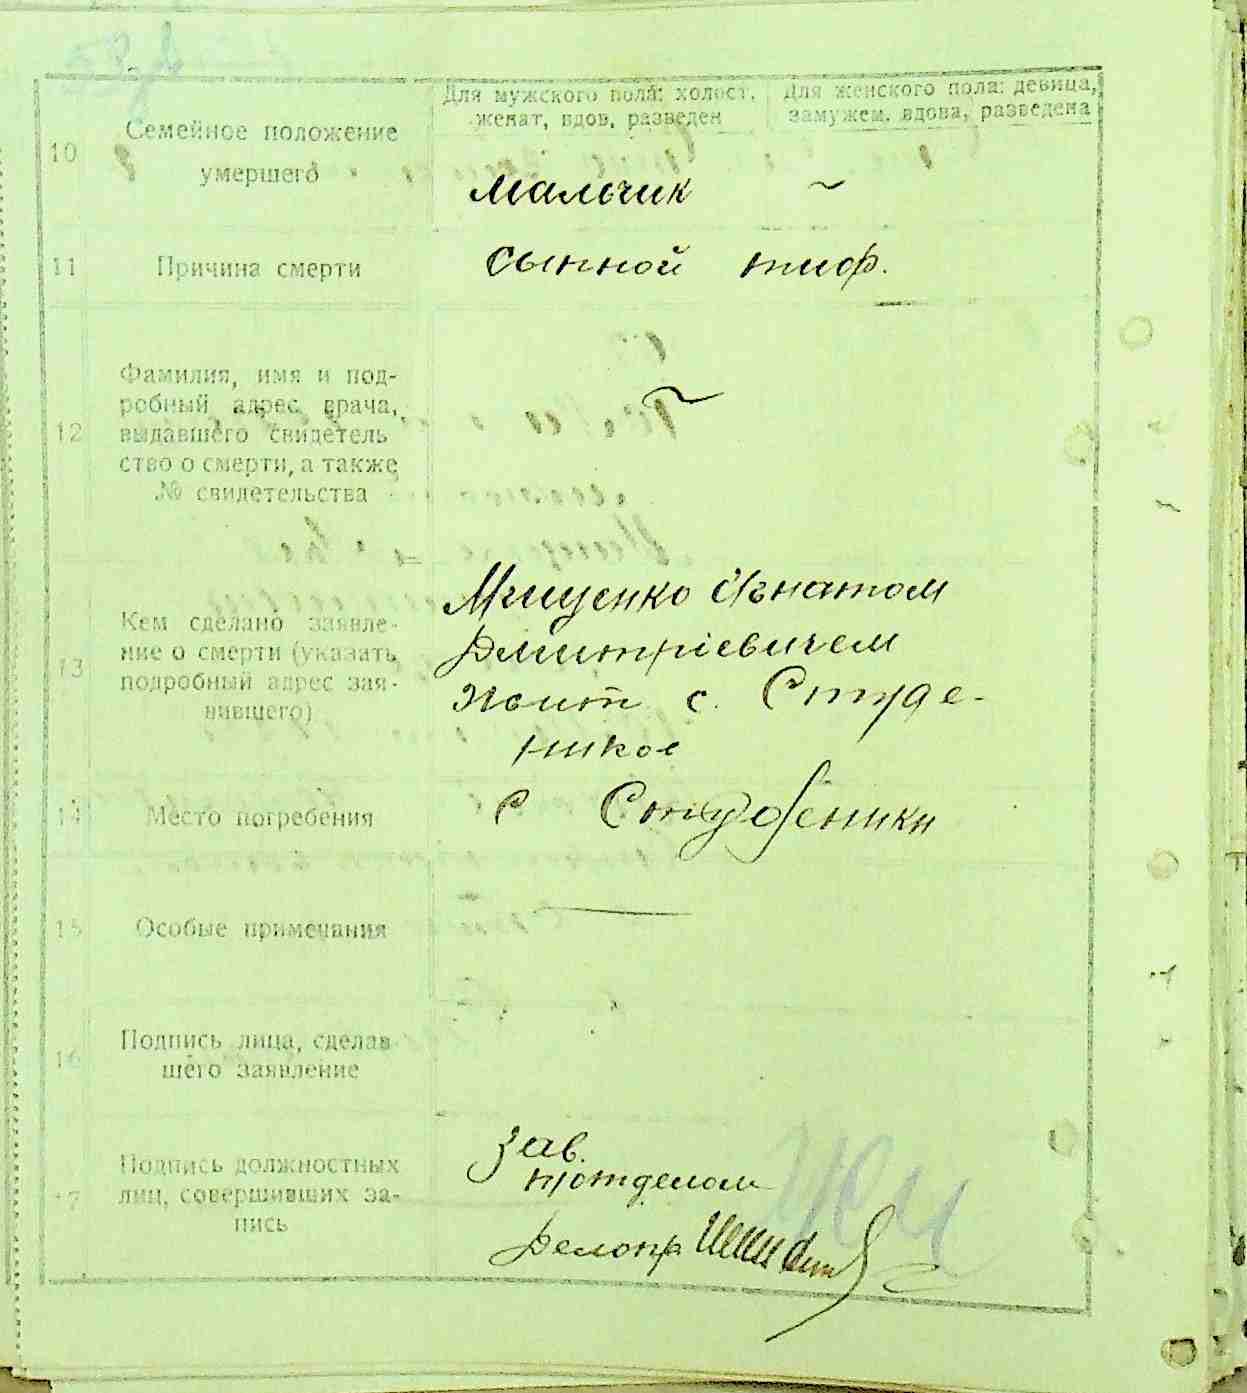 10
Семейное положение
умершего
Для мужского пола: холост,
женат, вдов, разведен
Для женского пола: девица,
замужем, вдова, разведена
Мальчик ~
11
Причина смерти
Сыпной тиф.
12
Фамилия, имя и под-
робный адрес врача,
выдавшего свидетель
ство о смерти, а также
№ свидетельства
~
13
Кем сделано заявле-
ние о смерти (указать
подробный адрес зая-
вившего)
Мищенко Игнатом
Дмитріевичем
жит с. Студе-
никое
14
Место погребения
с Студеники
15
Особые примечания
—
16
Подпись лица, сделав
шего заявление
17
Подпись должностных
лиц, совершивших за-
пись
Зав.
п/отделом
Делопр